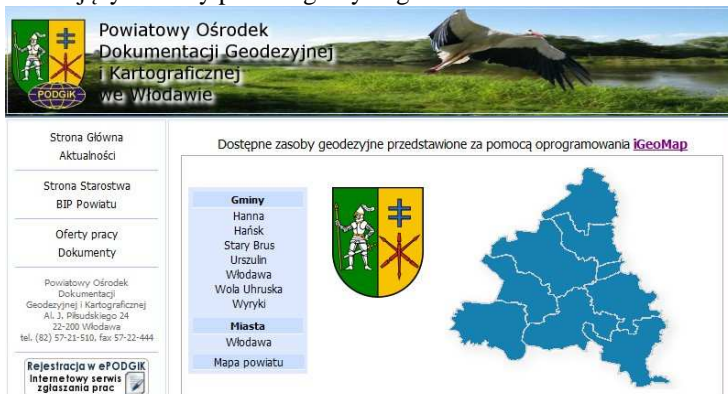 Powiatowy Ośrodek
Dokumentacji Geodezyjnej
i Kartograficznej
we Włodawie
PODGiK
Strona Główna
Aktualności
Strona Starostwa
BIP Powiatu
Oferty pracy
Dokumenty
Powiatowy Ośrodek
Dokumentacji
Geodezyjnej i Kartograficznej
Al. J. Piłsudskiego 24
22-200 Włodawa
tel. (82) 57-21-510, fax 57-22-444
Rejestracja w ePODGiK
Internetowy serwis
zgłaszania prac
Dostępne zasoby geodezyjne przedstawione za pomocą oprogramowania iGeoMap
Gminy
Hanna
Hańsk
Stary Brus
Urszulin
Włodawa
Wola Uhruska
Wyryki
Miasta
Włodawa
Mapa powiatu